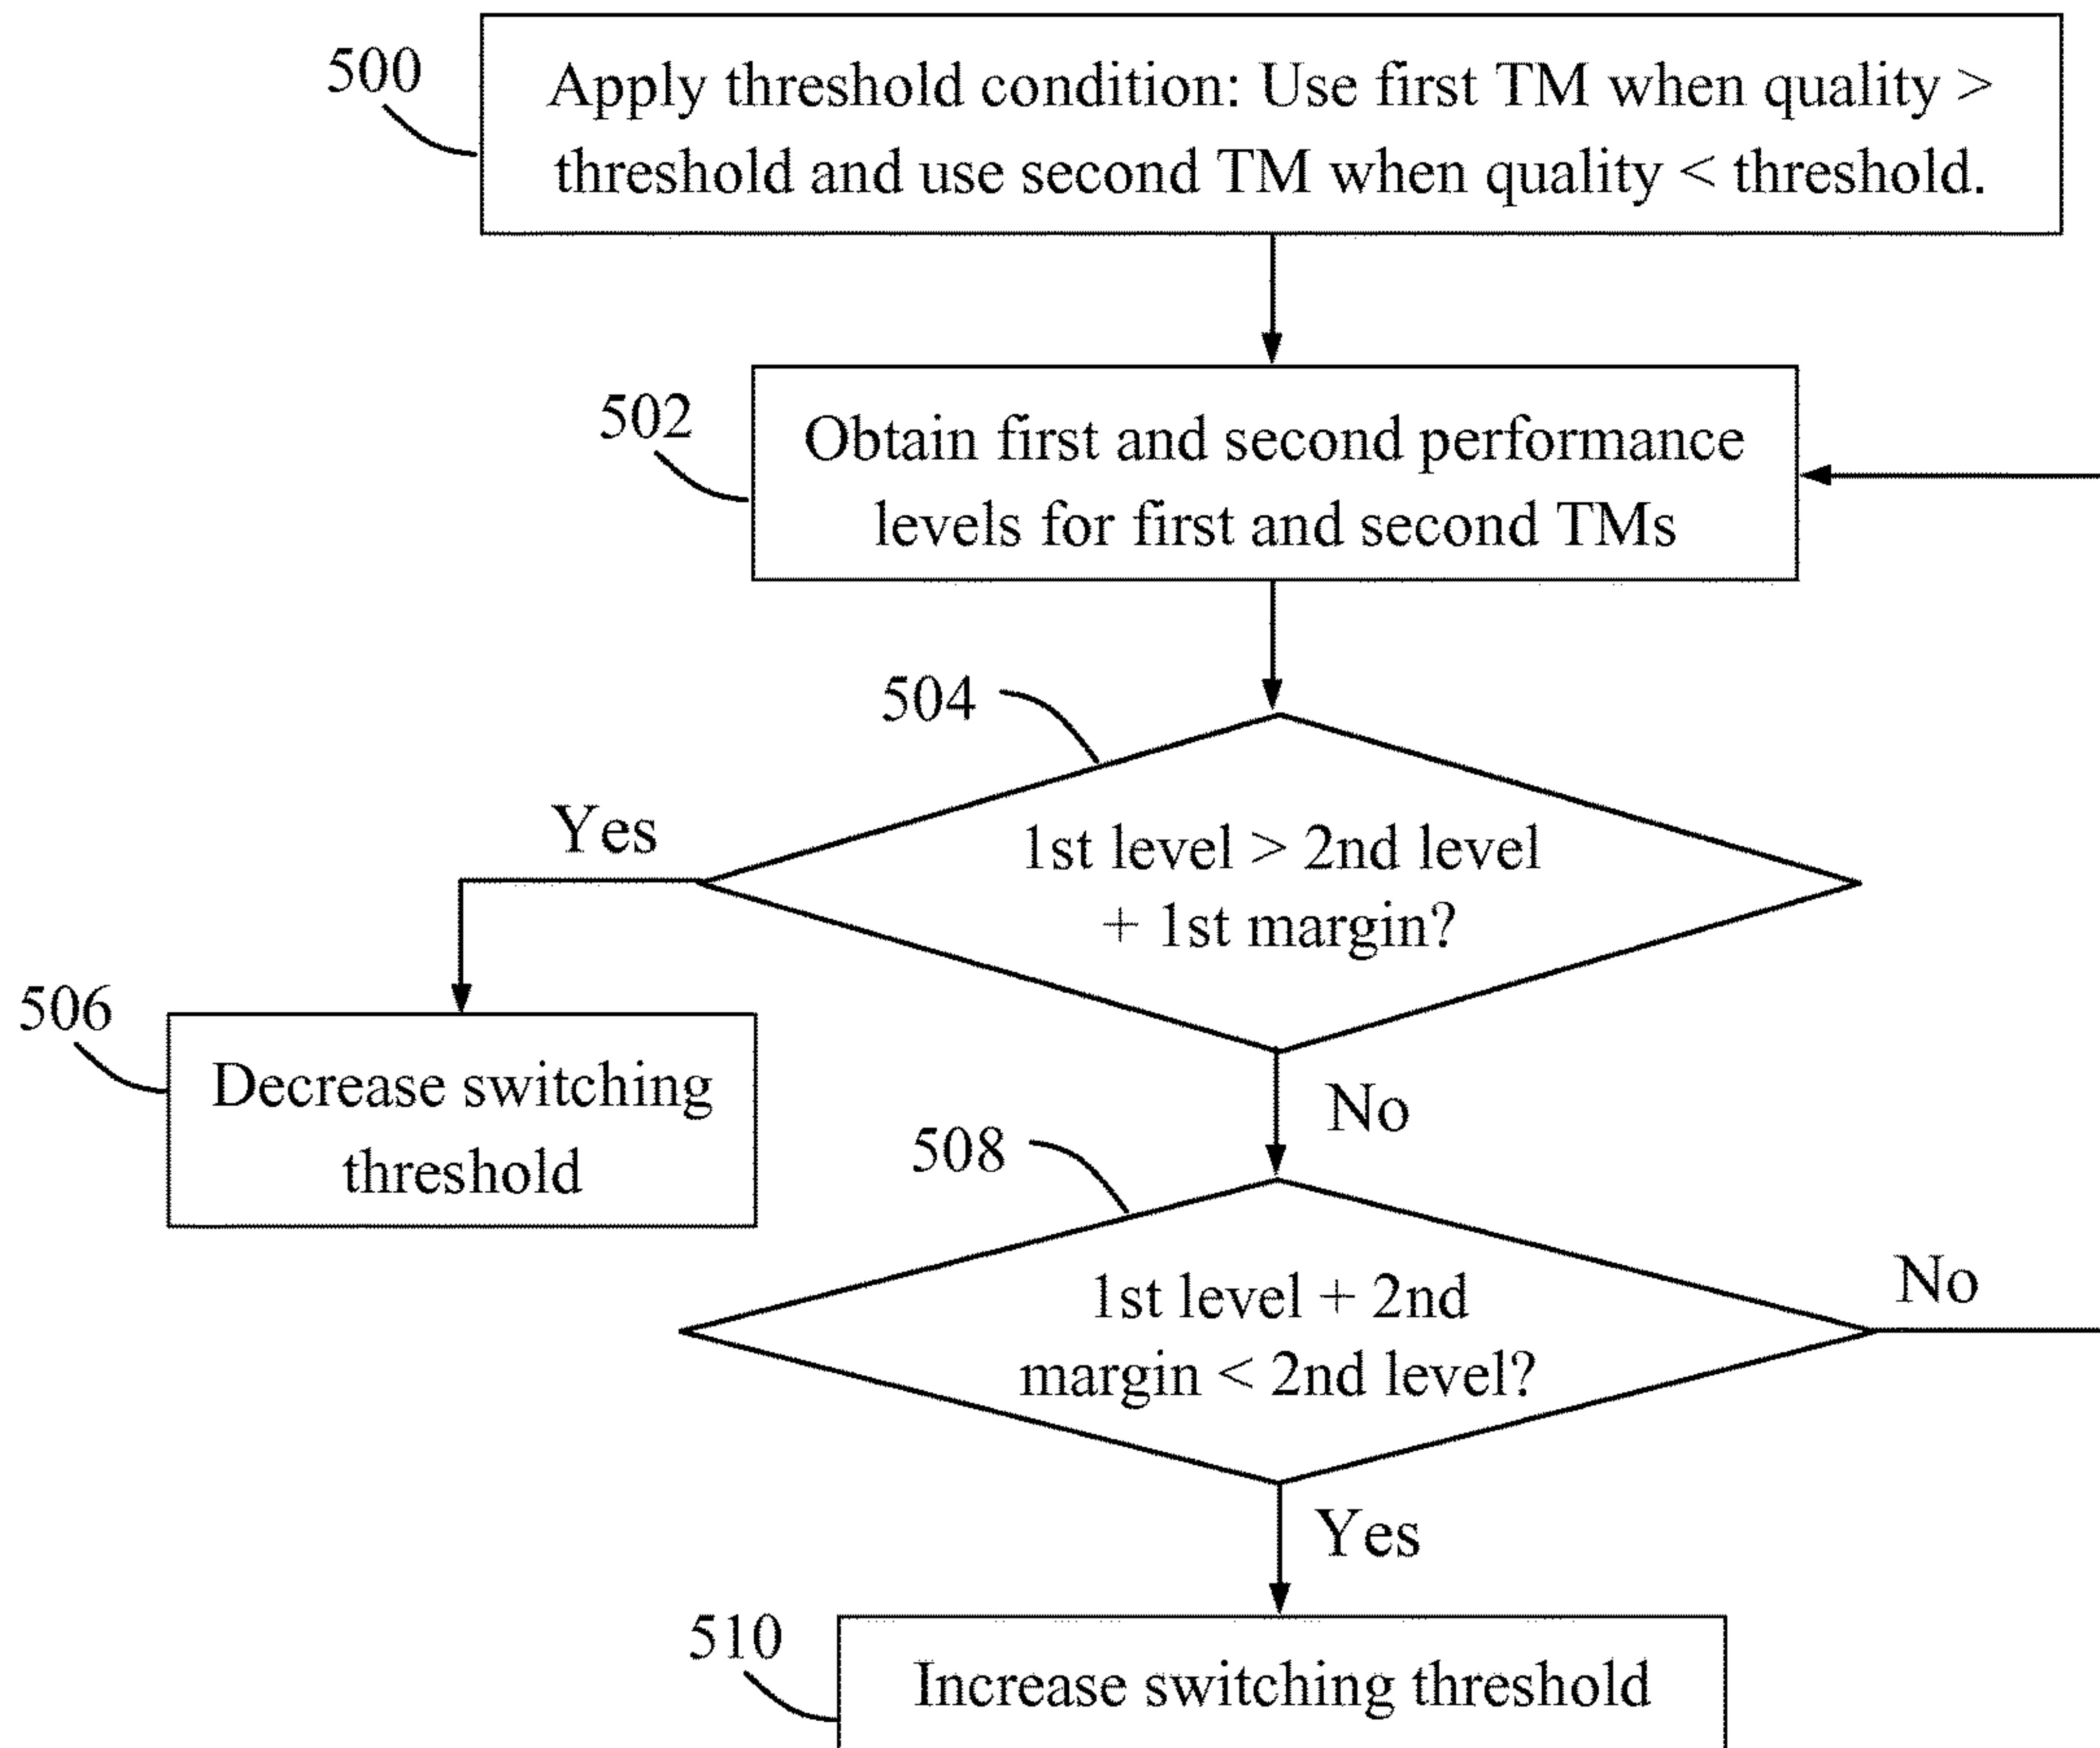 500
Apply threshold condition: Use first TM when quality >
threshold and use second TM when quality < threshold.
502
Obtain first and second performance
levels for first and second TMs
504
1st level > 2nd level
+ 1st margin?
Yes
506
Decrease switching
threshold
No
508
1st level + 2nd
margin < 2nd level?
No
Yes
510
Increase switching threshold